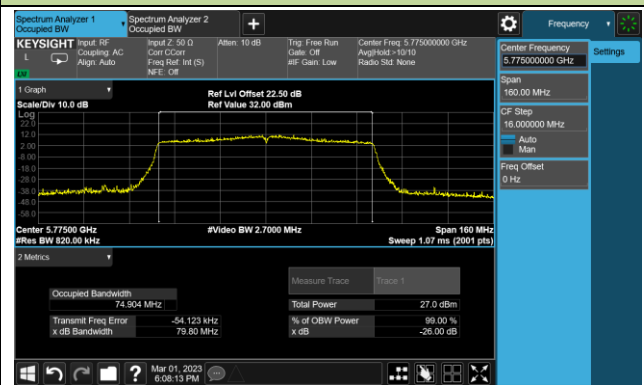 Spectrum Analyzer 1
Occupied BW
Spectrum Analyzer 2
Occupied BW
+
Frequency
KEYSIGHT
L
Input: RF
Coupling: AC
Align: Auto
Input Z: 50 Ω
Corr CCorr
Freq Ref: Int (S)
NFE: Off
Atten: 10 dB
Trig: Free Run
Gate: Off
#IF Gain: Low
Center Freq: 5.775000000 GHz
Avg|Hold:>10/10
Radio Std: None
Center Frequency
5.775000000 GHz
Settings
Span
160.00 MHz
CF Step
16.000000 MHz
Auto
Man
Freq Offset
0 Hz
1 Graph
Scale/Div 10.0 dB
Ref Lvl Offset 22.50 dB
Ref Value 32.00 dBm
Log
22.0
12.0
2.00
-8.00
-18.0
-28.0
-38.0
-48.0
-58.0
Center 5.77500 GHz
#Video BW 2.7000 MHz
Span 160 MHz
#Res BW 820.00 kHz
Sweep 1.07 ms (2001 pts)
2 Metrics
Measure Trace
Trace 1
Occupied Bandwidth
74.904 MHz
Total Power
27.0 dBm
Transmit Freq Error
-54.123 kHz
% of OBW Power
99.00 %
x dB Bandwidth
79.80 MHz
x dB
-26.00 dB
?
Mar 01, 2023
6:08:13 PM